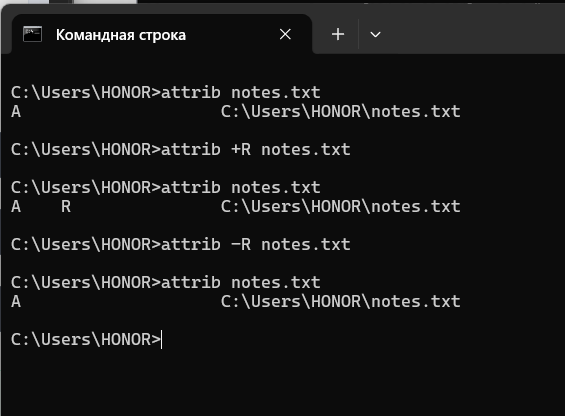 Командная строка
C:\Users\HONOR>attrib notes.txt
A                    C:\Users\HONOR\notes.txt
C:\Users\HONOR>attrib +R notes.txt
C:\Users\HONOR>attrib notes.txt
A    R               C:\Users\HONOR\notes.txt
C:\Users\HONOR>attrib -R notes.txt
C:\Users\HONOR>attrib notes.txt
A                    C:\Users\HONOR\notes.txt
C:\Users\HONOR>